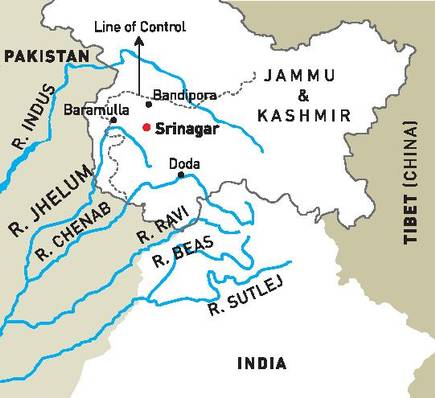 Line of Control
PAKISTAN
JAMMU
&
KASHMIR
Bandipora
Baramulla
Srinagar
R. INDUS
Doda
R. JHELUM
R. CHENAB
R. RAVI
R. BEAS
R. SUTLEJ
TIBET (CHINA)
INDIA